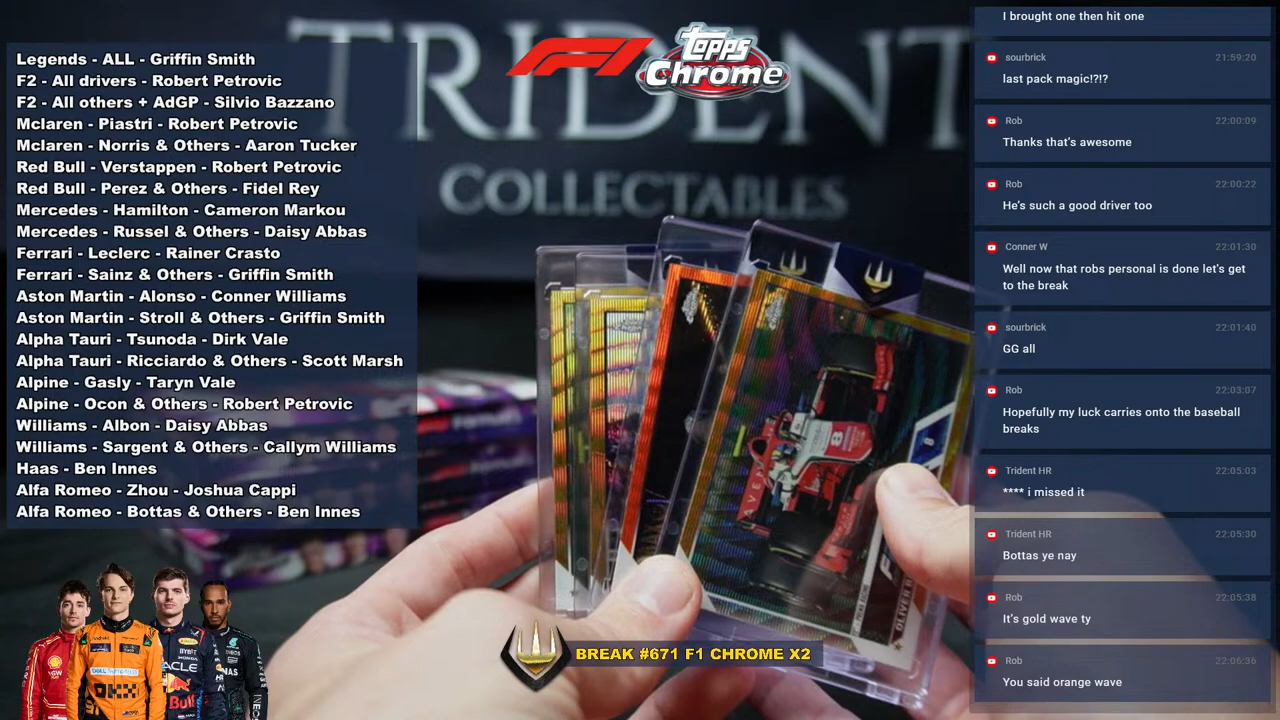 Legends - ALL - Griffin Smith
F2 - All drivers - Robert Petrovic
F2 - All others + AdGP - Silvio Bazzano
Mclaren - Piastri - Robert Petrovic
Mclaren - Norris & Others - Aaron Tucker
Red Bull - Verstappen - Robert Petrovic
Red Bull - Perez & Others - Fidel Rey
Mercedes - Hamilton - Cameron Markou
Mercedes - Russel & Others - Daisy Abbas
Ferrari - Leclerc - Rainer Crasto
Ferrari - Sainz & Others - Griffin Smith
Aston Martin - Alonso - Conner Williams
Aston Martin - Stroll & Others - Griffin Smith
Alpha Tauri - Tsunoda - Dirk Vale
Alpha Tauri - Ricciardo & Others - Scott Marsh
Alpine - Gasly - Taryn Vale
Alpine - Ocon & Others - Robert Petrovic
Williams - Albon - Daisy Abbas
Williams - Sargent & Others - Callym Williams
Haas - Ben Innes
Alfa Romeo - Zhou - Joshua Cappi
Alfa Romeo - Bottas & Others - Ben Innes
TRIDENT
COLLECTABLES
F1
Topps
Chrome
BREAK #671 F1 CHROME X2
I brought one then hit one
sourbrick 21:59:20
last pack magic!?!?
Rob 22:00:09
Thanks that's awesome
Rob 22:00:22
He's such a good driver too
Conner W 22:01:30
Well now that robs personal is done let's get
to the break
sourbrick 22:01:40
GG all
Rob 22:03:07
Hopefully my luck carries onto the baseball
breaks
Trident HR 22:05:03
**** i missed it
Trident HR 22:05:30
Bottas ye nay
Rob 22:05:38
It's gold wave ty
Rob 22:06:36
You said orange wave